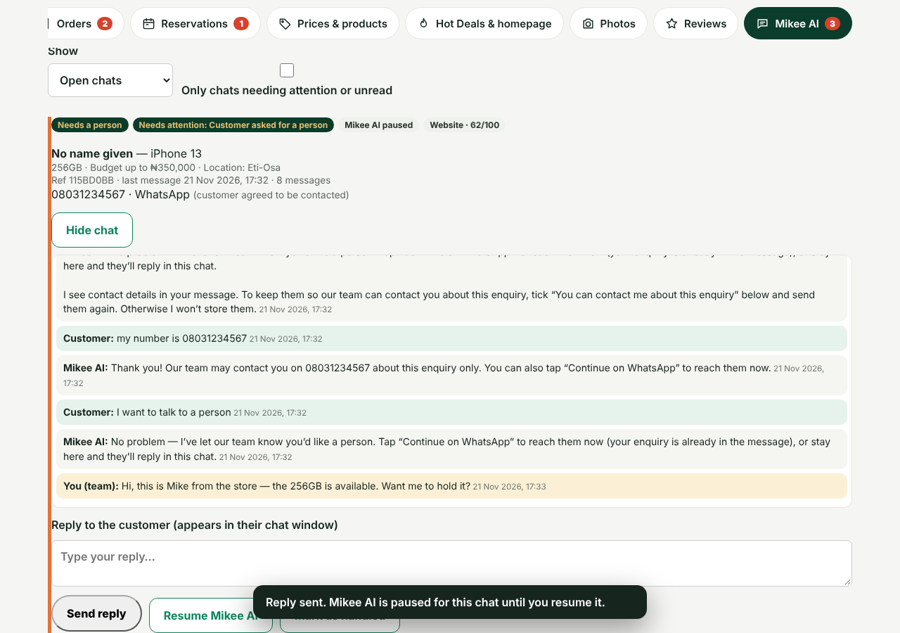 Orders 2
Reservations 1
Prices & products
Hot Deals & homepage
Photos
Reviews
Mikee AI 3
Show
Open chats
Only chats needing attention or unread
Needs a person
Needs attention: Customer asked for a person
Mikee AI paused
Website · 62/100
No name given — iPhone 13
256GB · Budget up to ₦350,000 · Location: Eti-Osa
Ref 115BD0BB · last message 21 Nov 2026, 17:32 · 8 messages
08031234567 · WhatsApp (customer agreed to be contacted)
Hide chat
here and they’ll reply in this chat.
I see contact details in your message. To keep them so our team can contact you about this enquiry, tick “You can contact me about this enquiry” below and send
them again. Otherwise I won’t store them. 21 Nov 2026, 17:32
Customer: my number is 08031234567 21 Nov 2026, 17:32
Mikee AI: Thank you! Our team may contact you on 08031234567 about this enquiry only. You can also tap “Continue on WhatsApp” to reach them now. 21 Nov 2026,
17:32
Customer: I want to talk to a person 21 Nov 2026, 17:32
Mikee AI: No problem — I’ve let our team know you’d like a person. Tap “Continue on WhatsApp” to reach them now (your enquiry is already in the message), or stay
here and they’ll reply in this chat. 21 Nov 2026, 17:32
You (team): Hi, this is Mike from the store — the 256GB is available. Want me to hold it? 21 Nov 2026, 17:33
Reply to the customer (appears in their chat window)
Type your reply...
Reply sent. Mikee AI is paused for this chat until you resume it.
Send reply
Resume Mikee AI